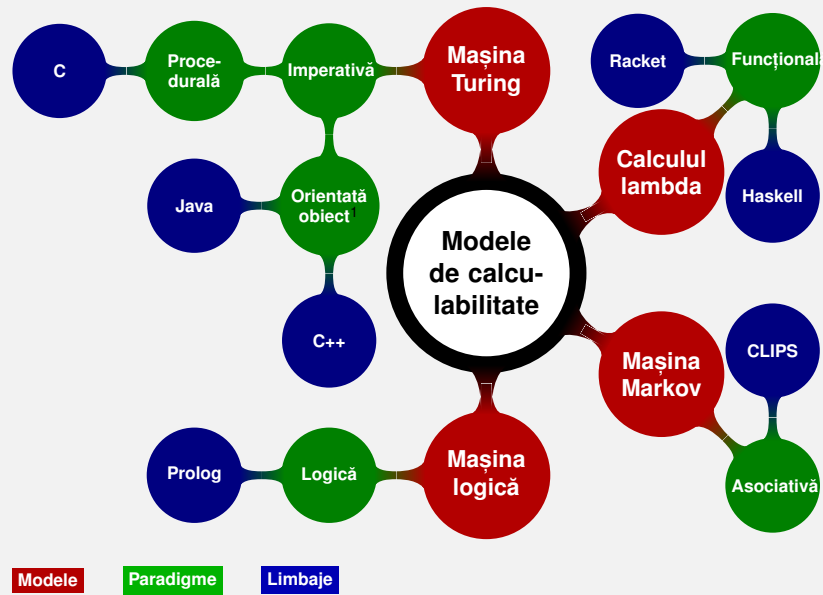 C
Proce-
durală
Imperativă
Mașina
Turing
Racket
Funcțională
Calculul
lambda
Haskell
Java
Orientată
obiect¹
C++
Modele
de calcu-
labilitate
CLIPS
Mașina
Markov
Asociativă
Prolog
Logică
Mașina
logică
Modele
Paradigme
Limbaje